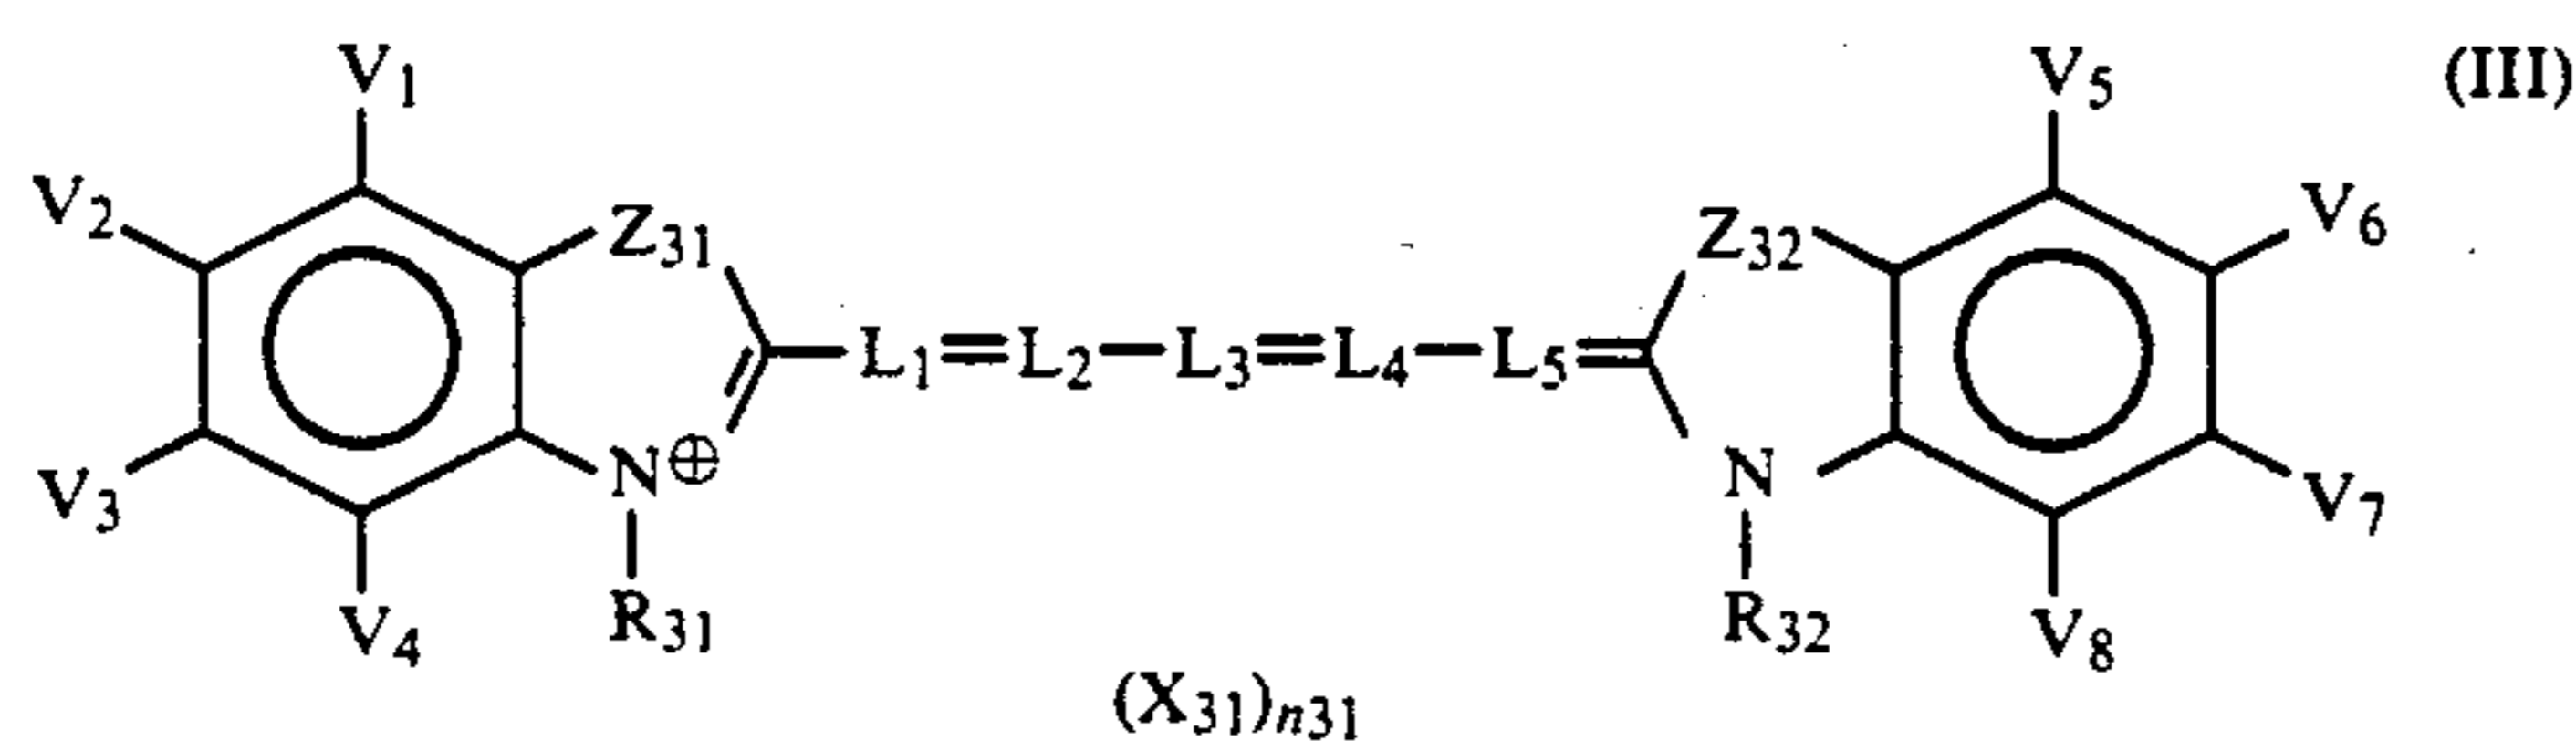 V1 V5 (III)
V2 Z31 Z32 V6
L1=L2—L3=L4—L5=
V3 N⊕ N V7
V4 R31 R32 V8
(X31)n31